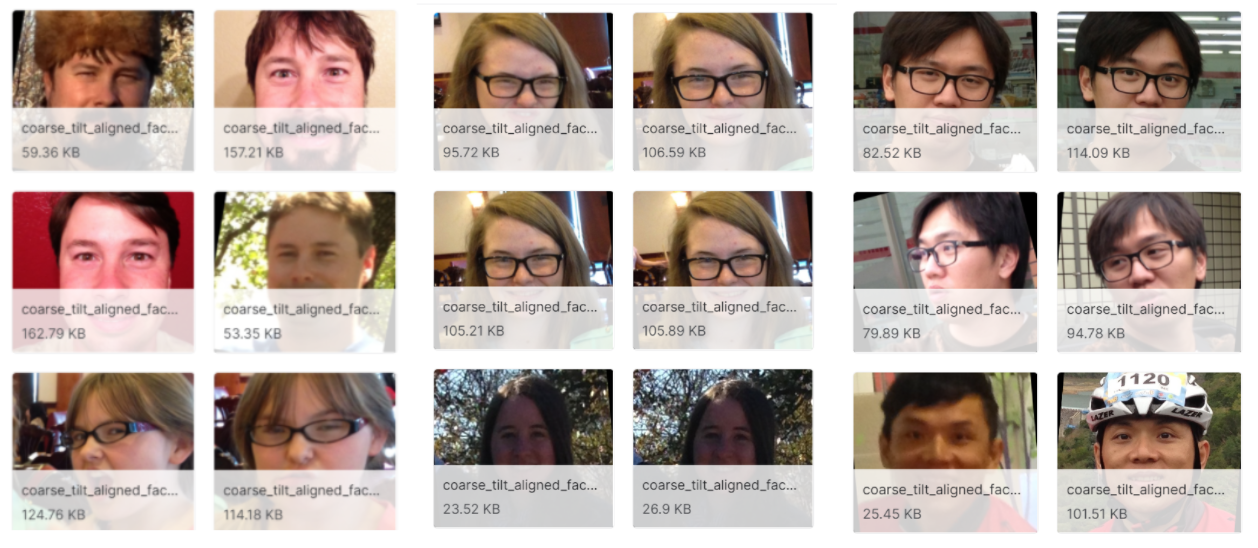 coarse_tilt_aligned_fac...
59.36 KB
coarse_tilt_aligned_fac...
157.21 KB
coarse_tilt_aligned_fac...
95.72 KB
coarse_tilt_aligned_fac...
106.59 KB
coarse_tilt_aligned_fac...
82.52 KB
coarse_tilt_aligned_fac...
114.09 KB
coarse_tilt_aligned_fac...
162.79 KB
coarse_tilt_aligned_fac...
53.35 KB
coarse_tilt_aligned_fac...
105.21 KB
coarse_tilt_aligned_fac...
105.89 KB
coarse_tilt_aligned_fac...
79.89 KB
coarse_tilt_aligned_fac...
94.78 KB
1120
LAZER
LAZER
coarse_tilt_aligned_fac...
124.76 KB
coarse_tilt_aligned_fac...
114.18 KB
coarse_tilt_aligned_fac...
23.52 KB
coarse_tilt_aligned_fac...
26.9 KB
coarse_tilt_aligned_fac...
25.45 KB
coarse_tilt_aligned_fac...
101.51 KB